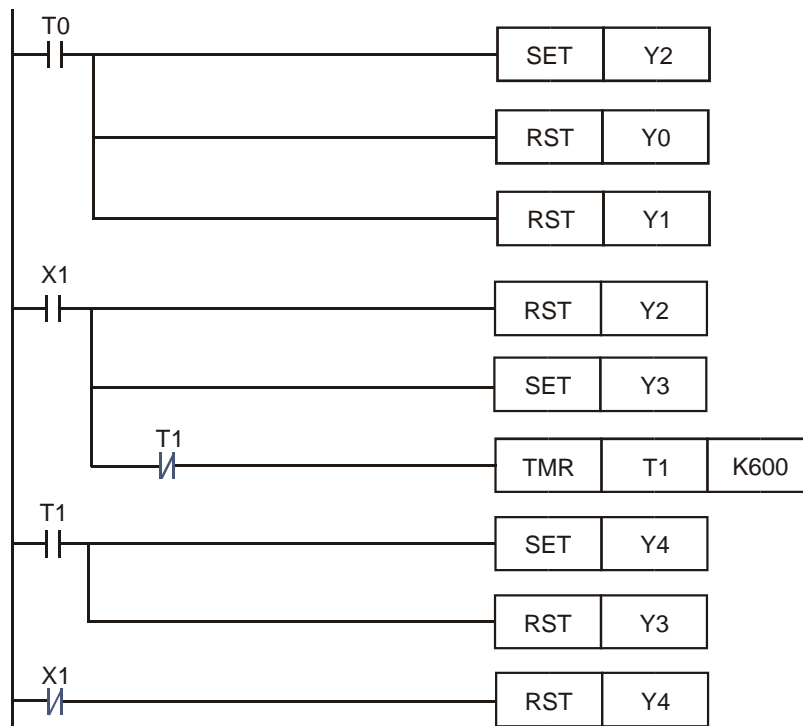 T0
SET Y2
RST Y0
RST Y1
X1
RST Y2
SET Y3
T1
TMR T1 K600
T1
SET Y4
RST Y3
X1
RST Y4